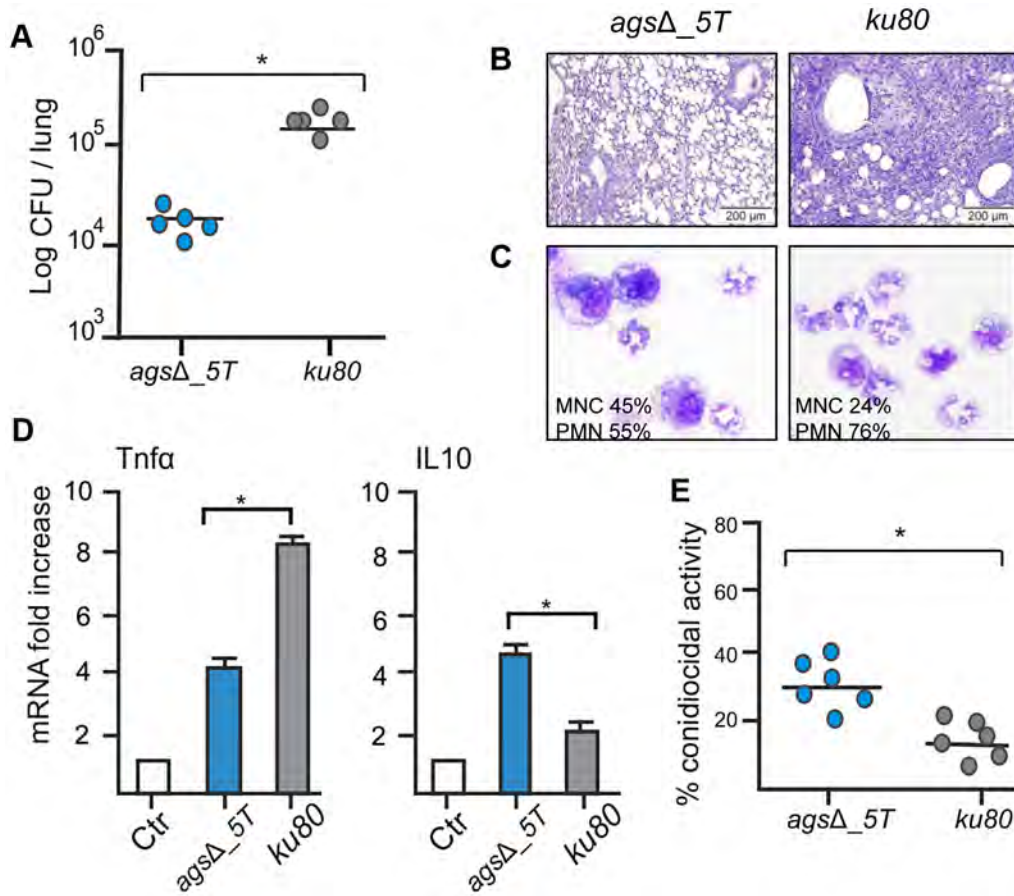 agsΔ_5T ku80
A
Log CFU / lung
10^6
10^5
10^4
10^3
*
agsΔ_5T ku80
B
200 µm 200 µm
C
MNC 45%
PMN 55%
MNC 24%
PMN 76%
D
Tnfα
mRNA fold increase
10
8
6
4
2
*
Ctr agsΔ_5T ku80
IL10
10
8
6
4
2
*
Ctr agsΔ_5T ku80
E
% conidiocidal activity
80
60
40
20
*
agsΔ_5T ku80